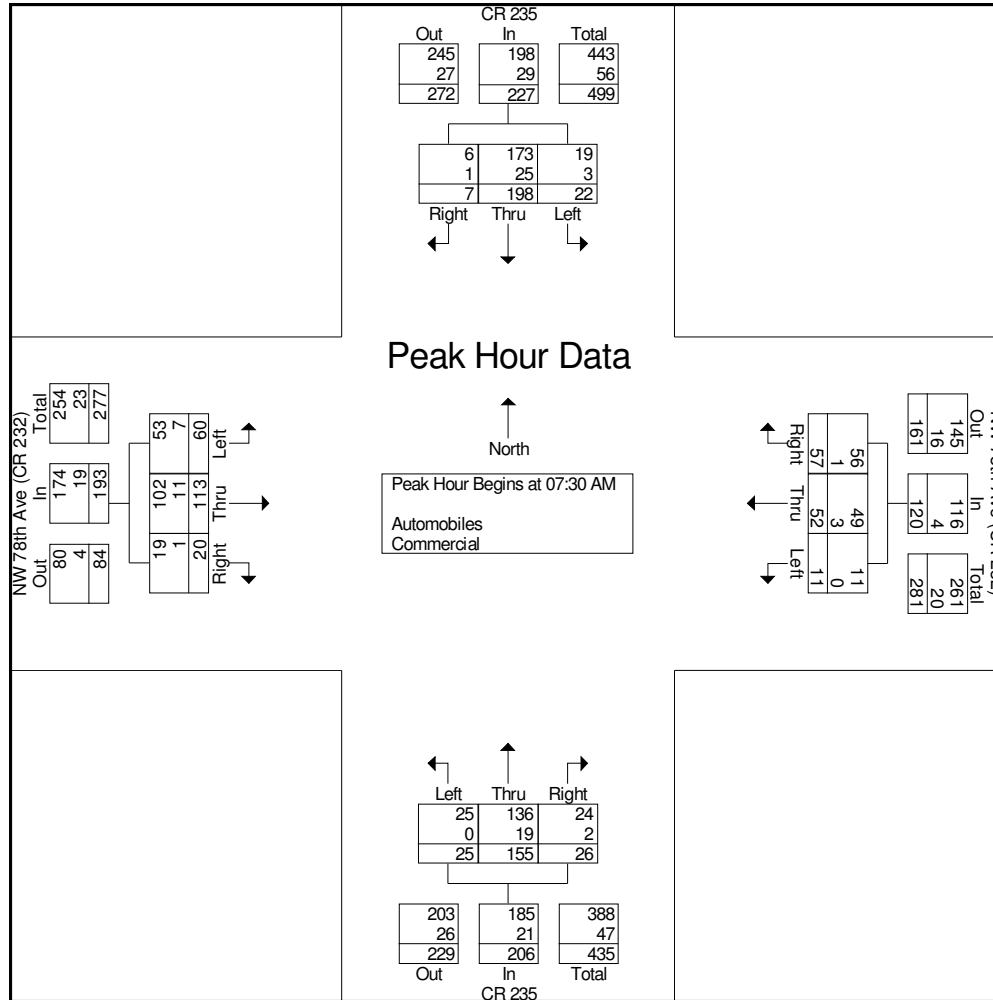 CR 235
Out In Total
245 198 443
27 29 56
272 227 499
6 173 19
1 25 3
7 198 22
Right Thru Left
Peak Hour Data
North
Peak Hour Begins at 07:30 AM
Automobiles
Commercial
NW 78th Ave (CR 232)
Out In Total
80 174 254
4 19 23
84 193 277
53 102 19
7 11 1
60 113 20
Left Thru Right
Out In Total
145 116 261
16 4 20
161 120 281
56 49 11
1 3 0
57 52 11
Right Thru Left
Left Thru Right
25 136 24
0 19 2
25 155 26
203 185 388
26 21 47
229 206 435
Out In Total
CR 235